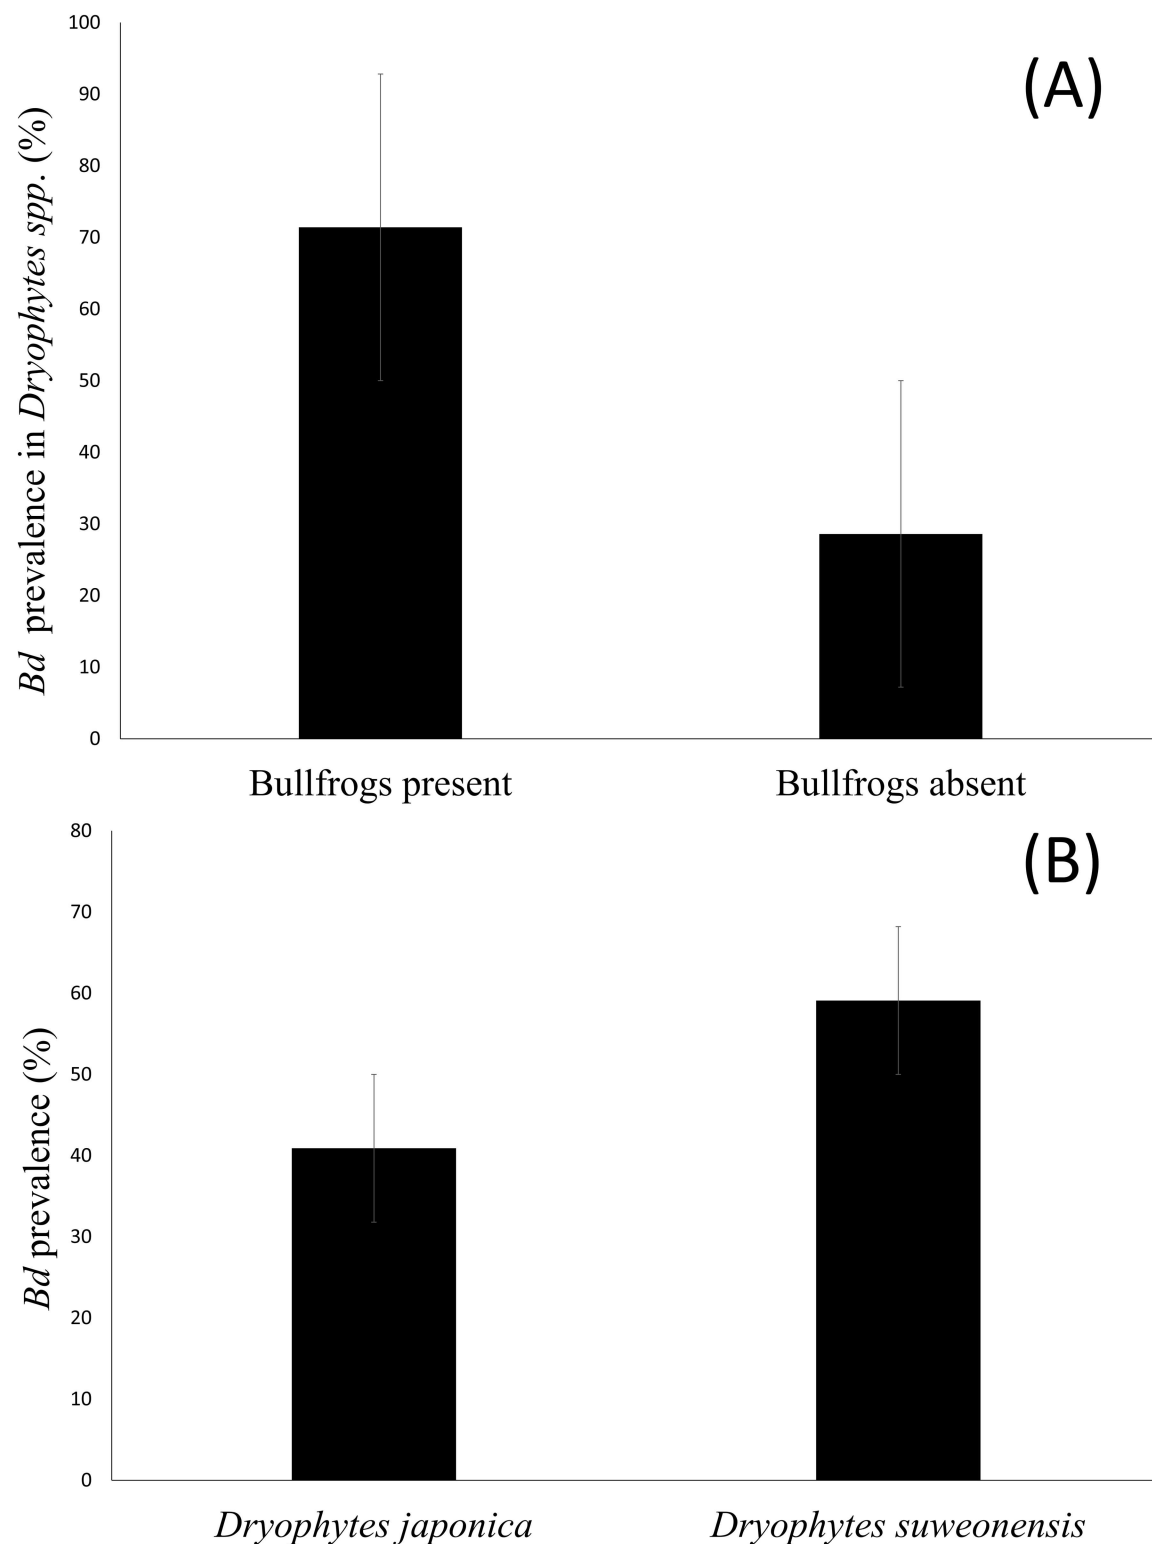 100
(A)
90
80
70
60
50
40
30
20
10
0
Bd prevalence in Dryophytes spp. (%)
Bullfrogs present
Bullfrogs absent
80
(B)
70
60
50
40
30
20
10
0
Bd prevalence (%)
Dryophytes japonica
Dryophytes suweonensis